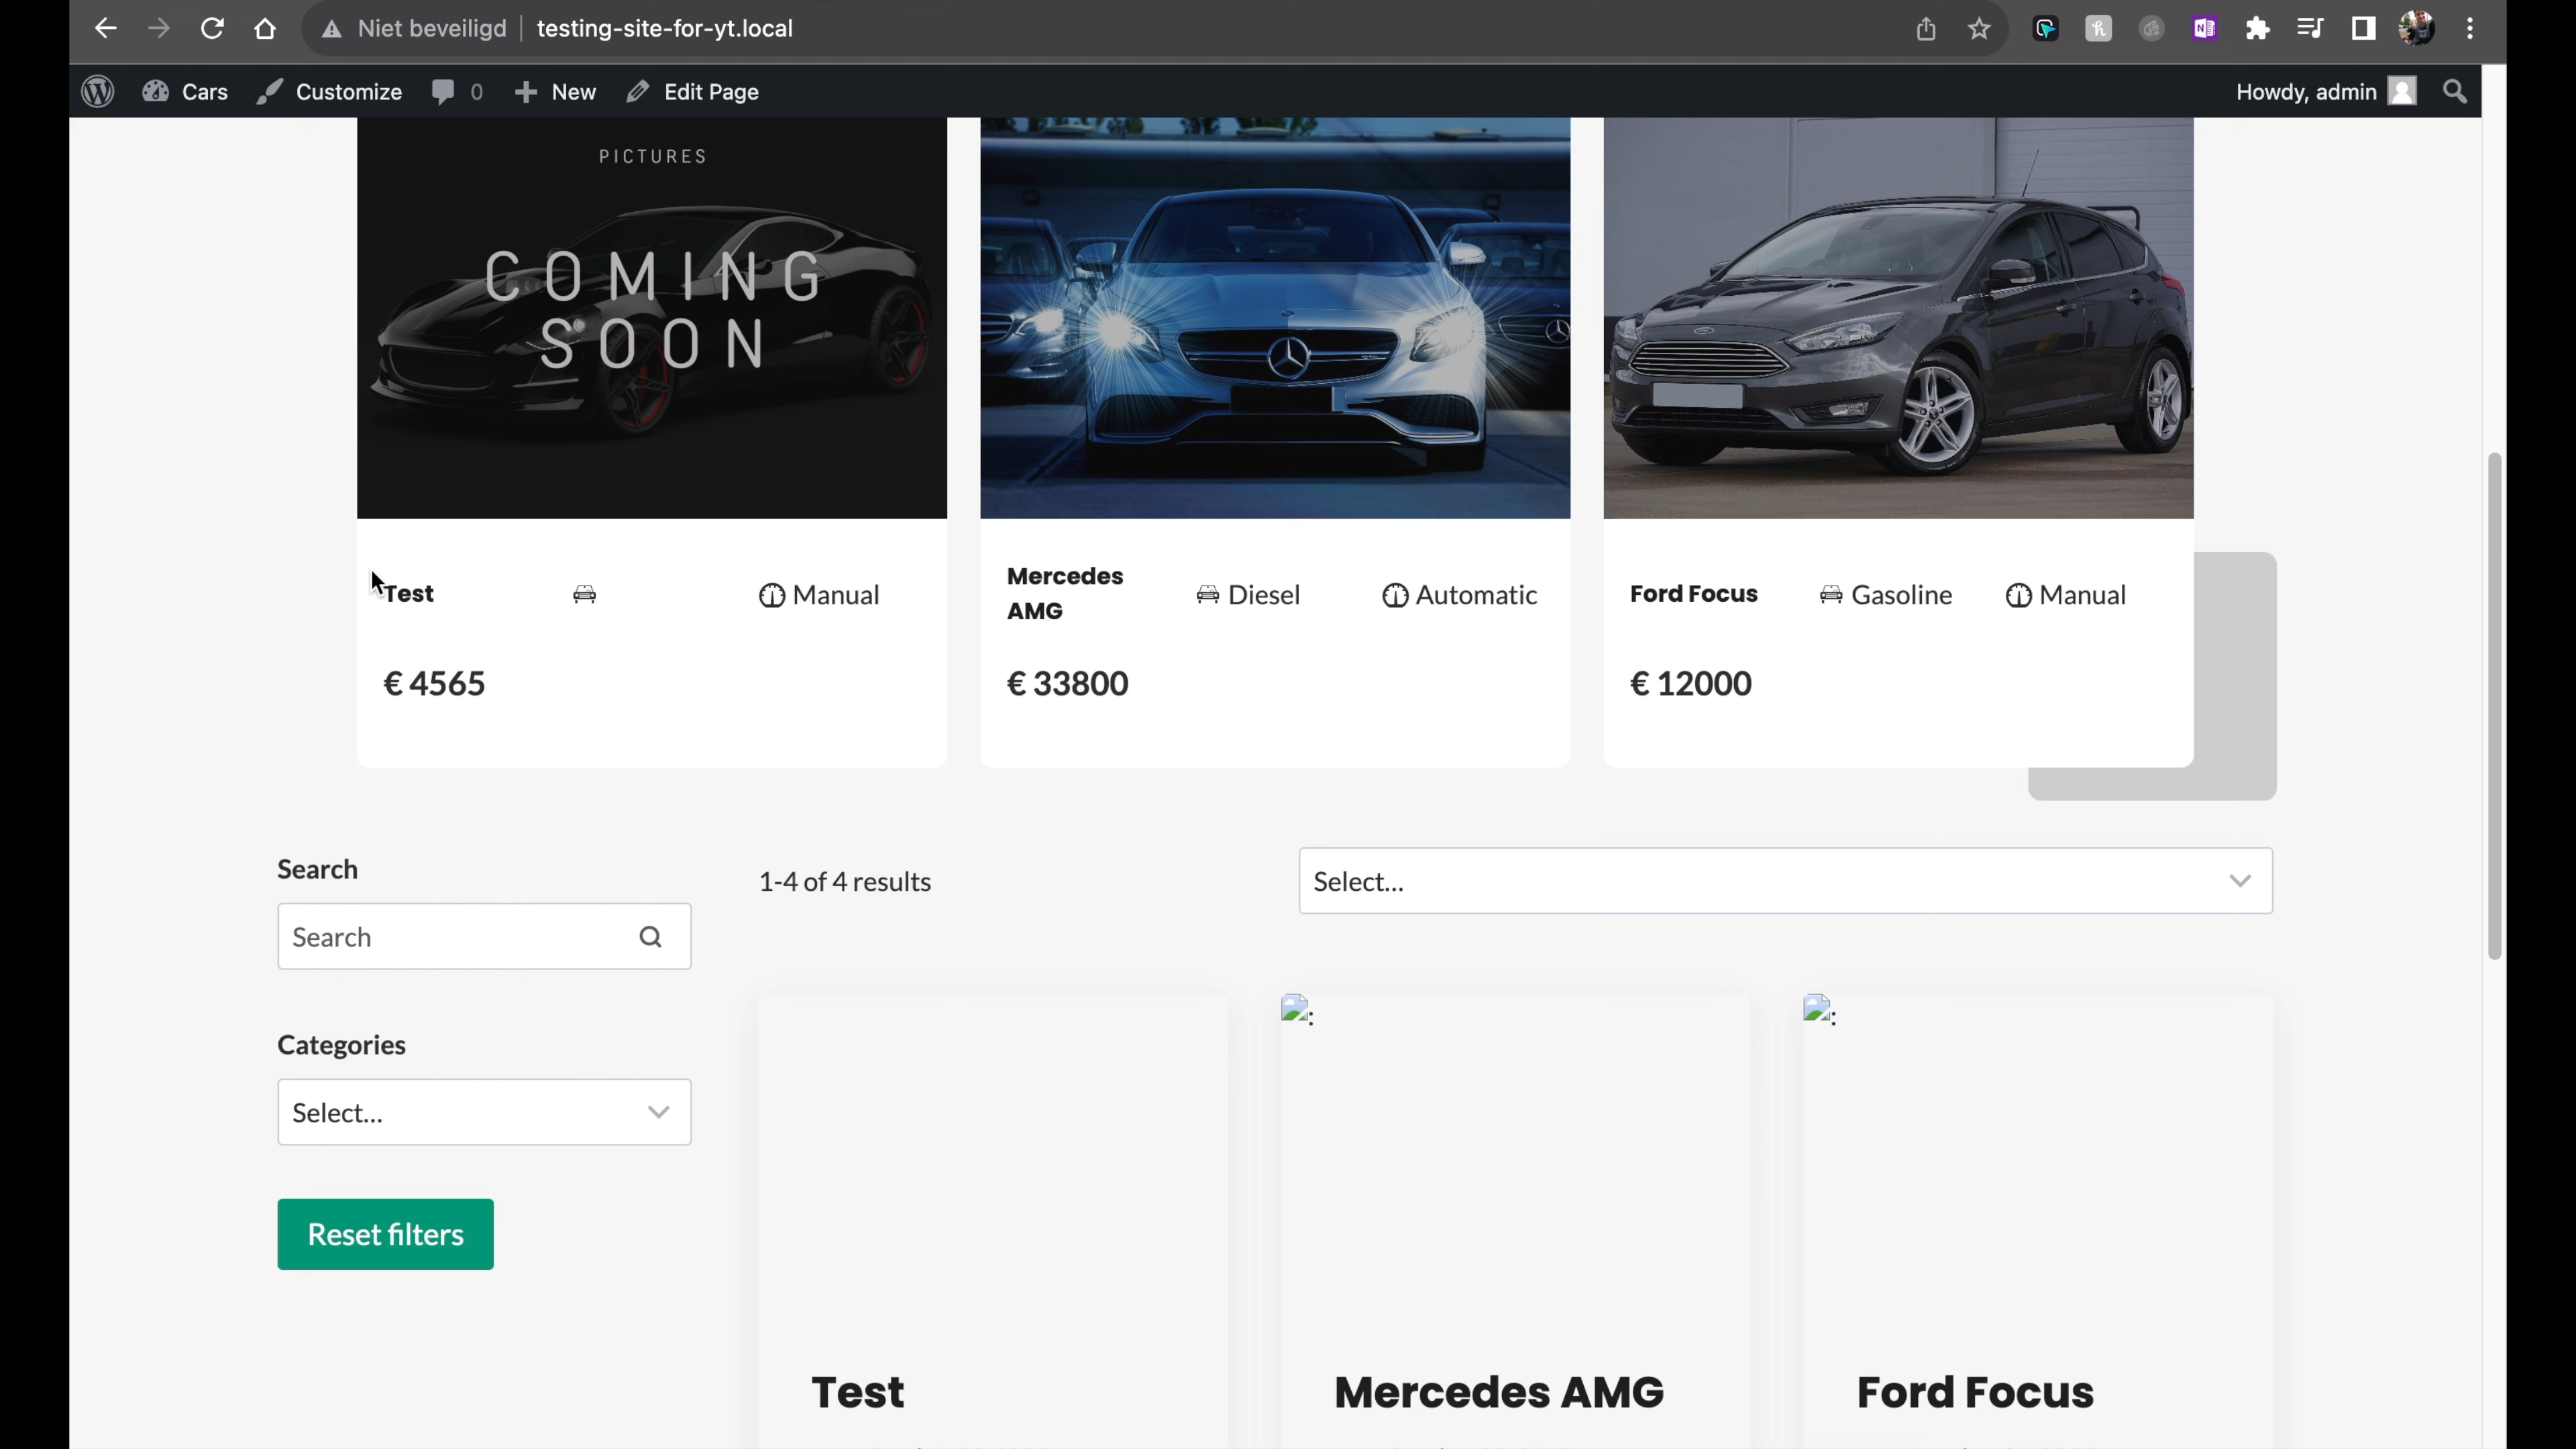 Niet beveiligd
testing-site-for-yt.local
Cars
Customize
0
New
Edit Page
Howdy, admin
PICTURES
COMING
SOON
Test
Manual
€ 4565
Mercedes
AMG
Diesel
Automatic
€ 33800
Ford Focus
Gasoline
Manual
€ 12000
Search
Search
Categories
Select...
Reset filters
1-4 of 4 results
Select...
:
:
Test
Mercedes AMG
Ford Focus